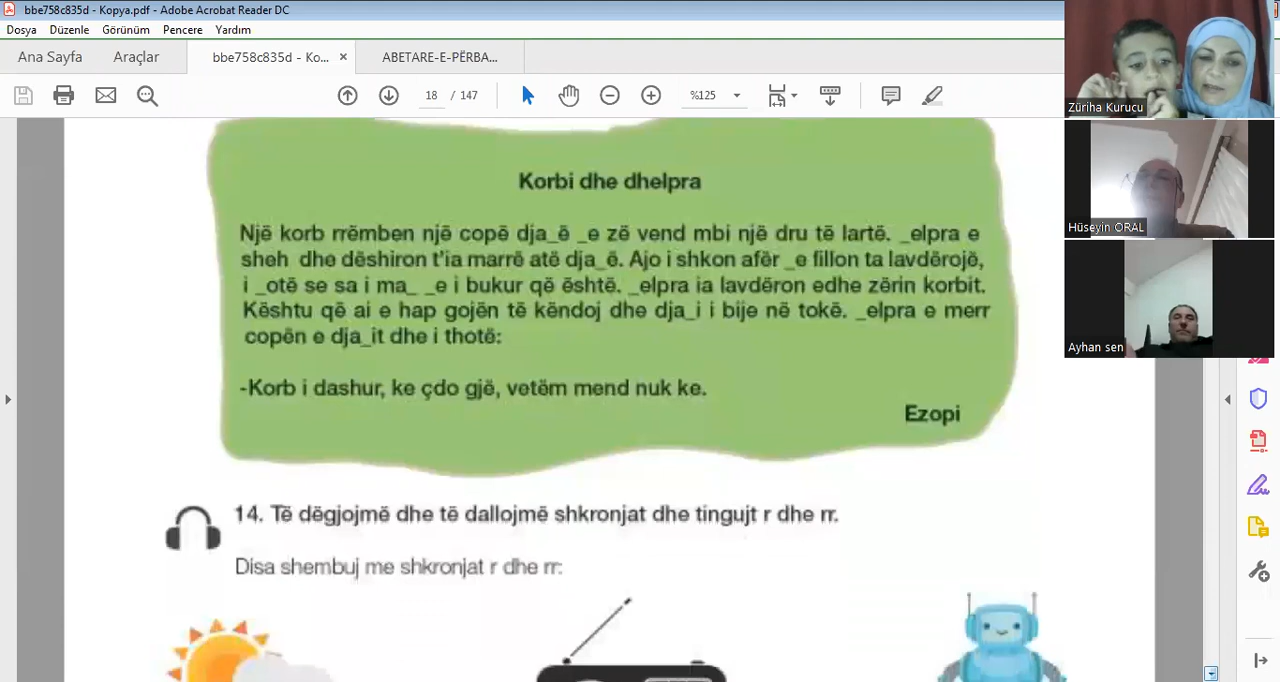 bbe758c835d - Kopya.pdf - Adobe Acrobat Reader DC
Dosya Düzenle Görünüm Pencere Yardım
Ana Sayfa Araçlar bbe758c835d - Ko... × ABETARE-E-PËRBA...
18 / 147 %125
Korbi dhe dhelpra
Një korb rrëmben një copë dja_ë _e zë vend mbi një dru të lartë. _elpra e
sheh dhe dëshiron t'ia marrë atë dja_ë. Ajo i shkon afër _e fillon ta lavdërojë,
i _otë se sa i ma_ _e i bukur që është. _elpra ia lavdëron edhe zërin korbit.
Kështu që ai e hap gojën të këndoj dhe dja_i i bije në tokë. _elpra e merr
copën e dja_it dhe i thotë:
-Korb i dashur, ke çdo gjë, vetëm mend nuk ke.
Ezopi
14. Të dëgjojmë dhe të dallojmë shkronjat dhe tingujt r dhe rr.
Disa shembuj me shkronjat r dhe rr:
Züriha Kurucu
Hüseyin ORAL
Ayhan sen